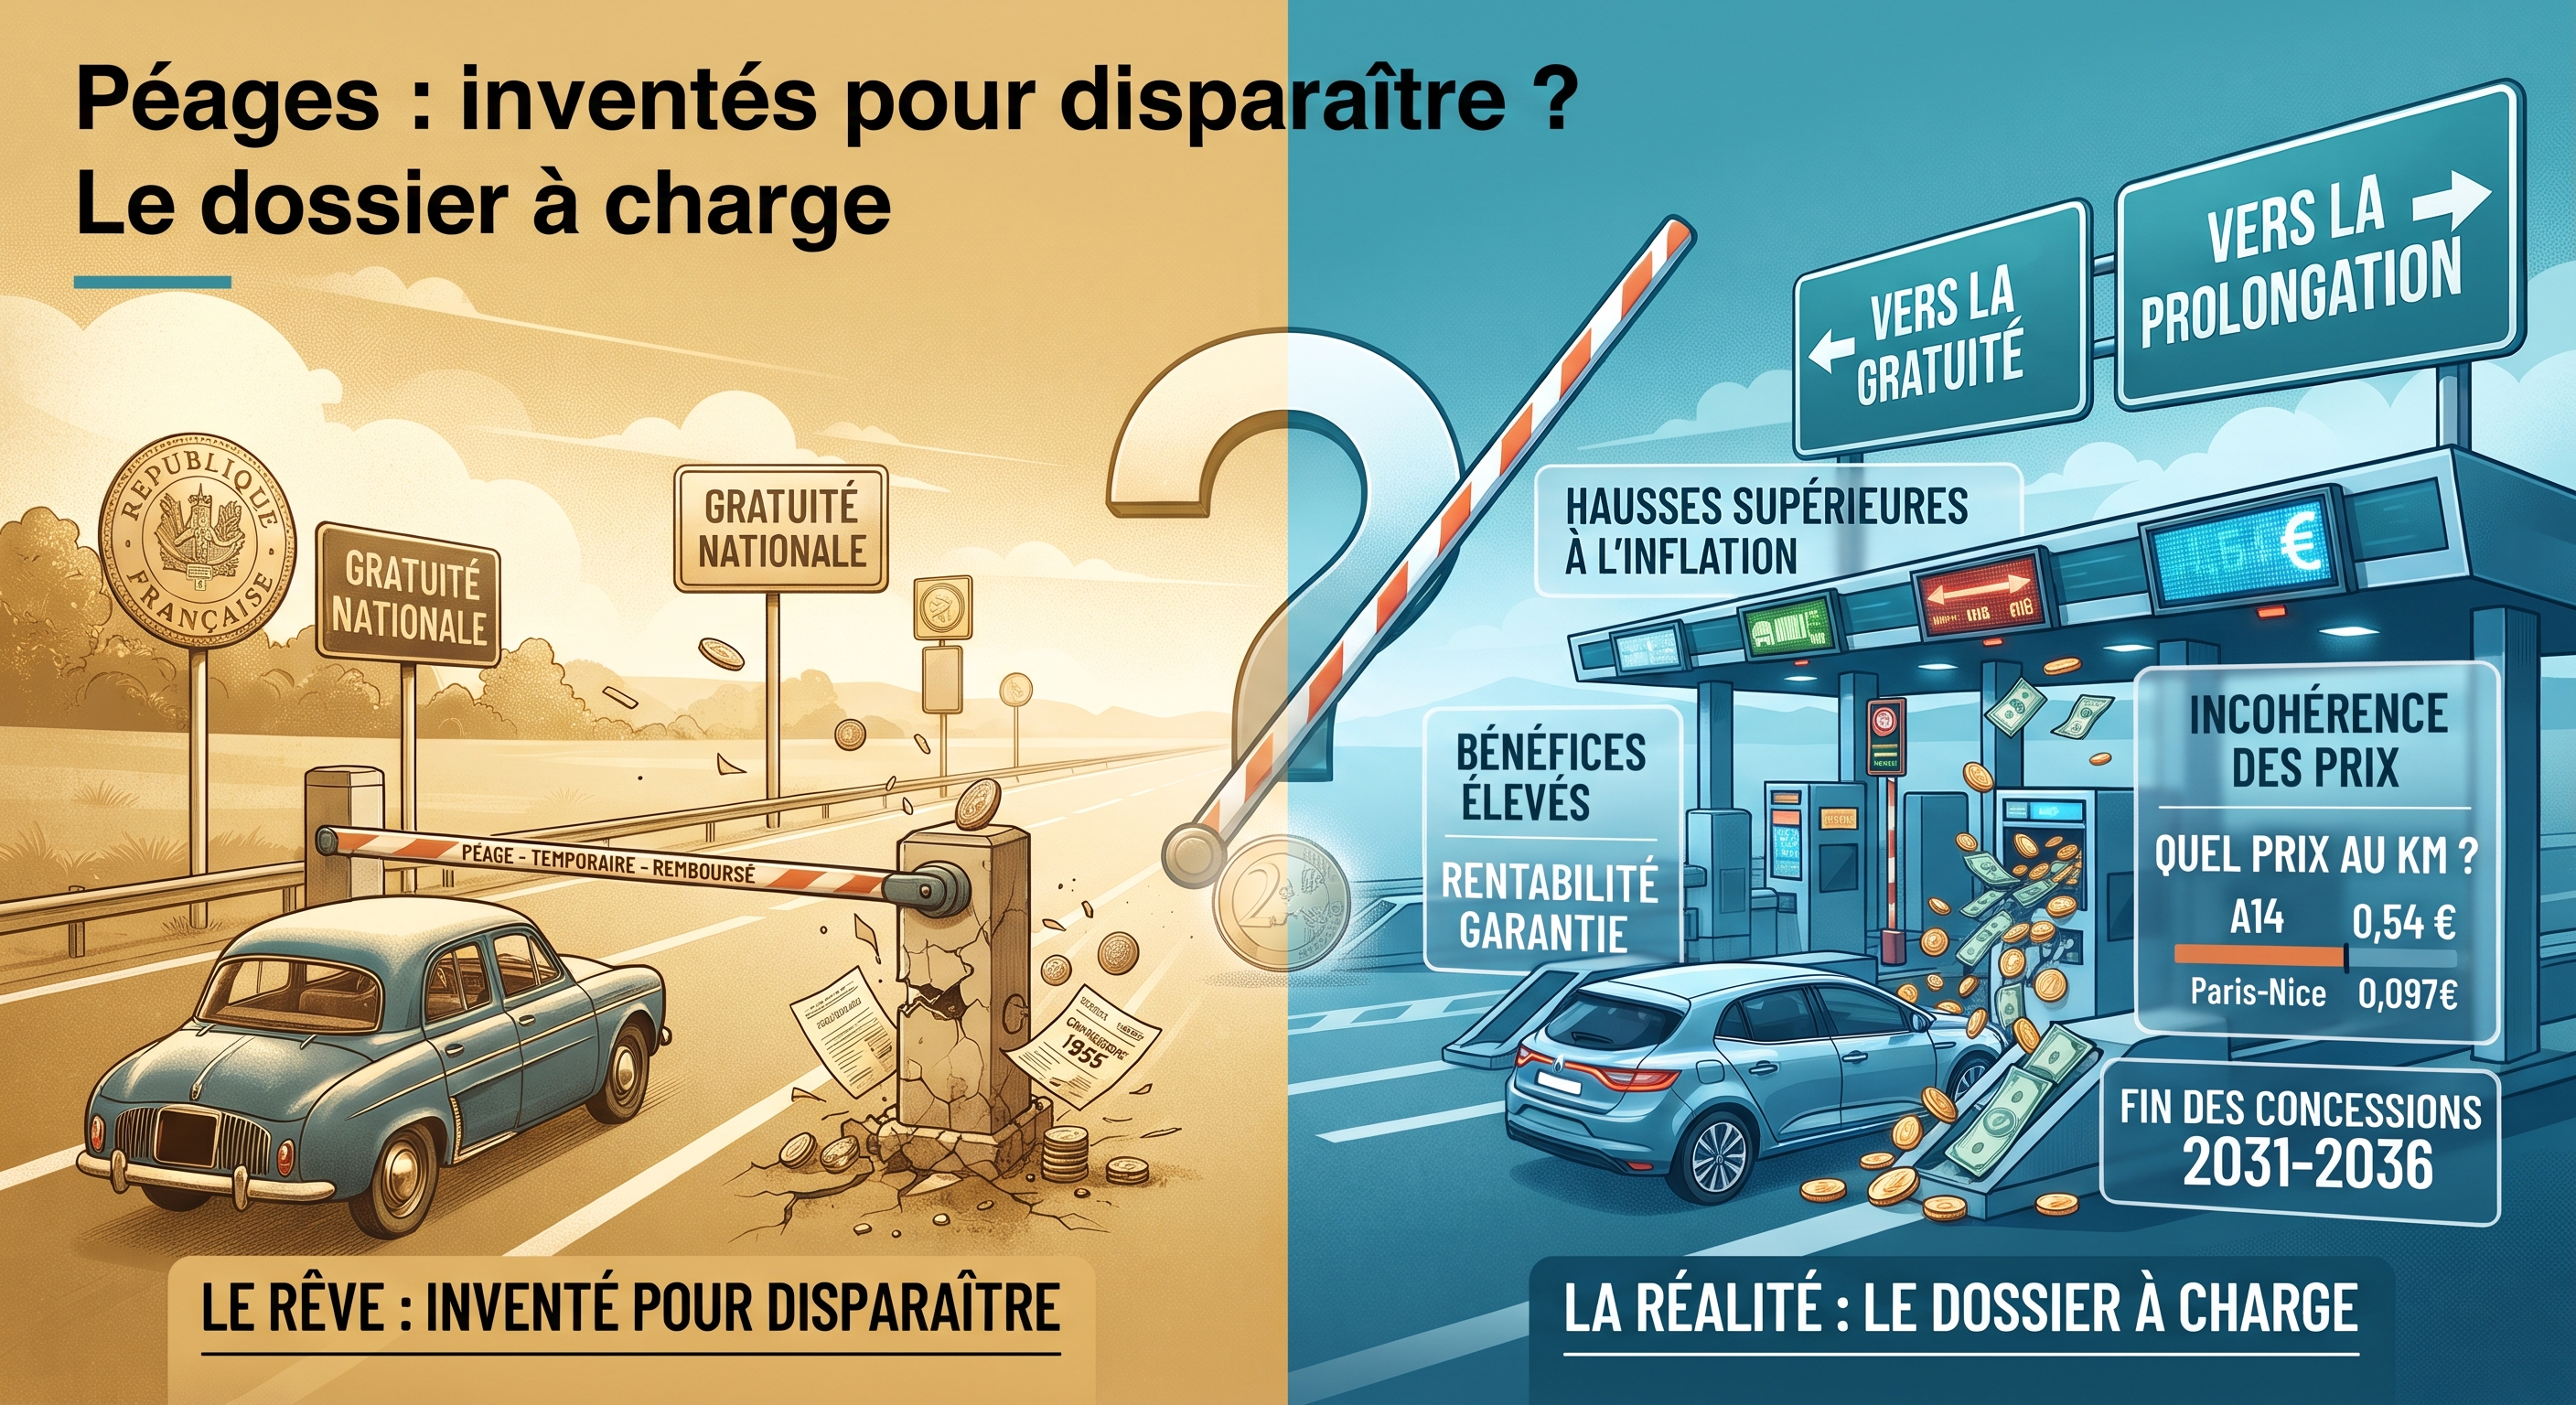 Péages : inventés pour disparaître ?
Le dossier à charge
RÉPUBLIQUE
FRANÇAISE
GRATUITÉ
NATIONALE
GRATUITÉ
NATIONALE
PÉAGE - TEMPORAIRE - REMBOURSÉ
1955
2
LE RÊVE : INVENTÉ POUR DISPARAÎTRE
VERS LA
GRATUITÉ
VERS LA
PROLONGATION
HAUSSES SUPÉRIEURES
À L'INFLATION
€
BÉNÉFICES
ÉLEVÉS
RENTABILITÉ
GARANTIE
INCOHÉRENCE
DES PRIX
QUEL PRIX AU KM ?
A14 0,54 €
Paris-Nice 0,097€
FIN DES CONCESSIONS
2031-2036
LA RÉALITÉ : LE DOSSIER À CHARGE